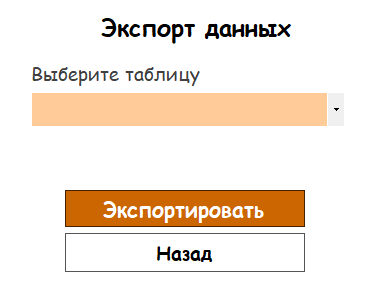 Экспорт данных
Выберите таблицу
Экспортировать
Назад